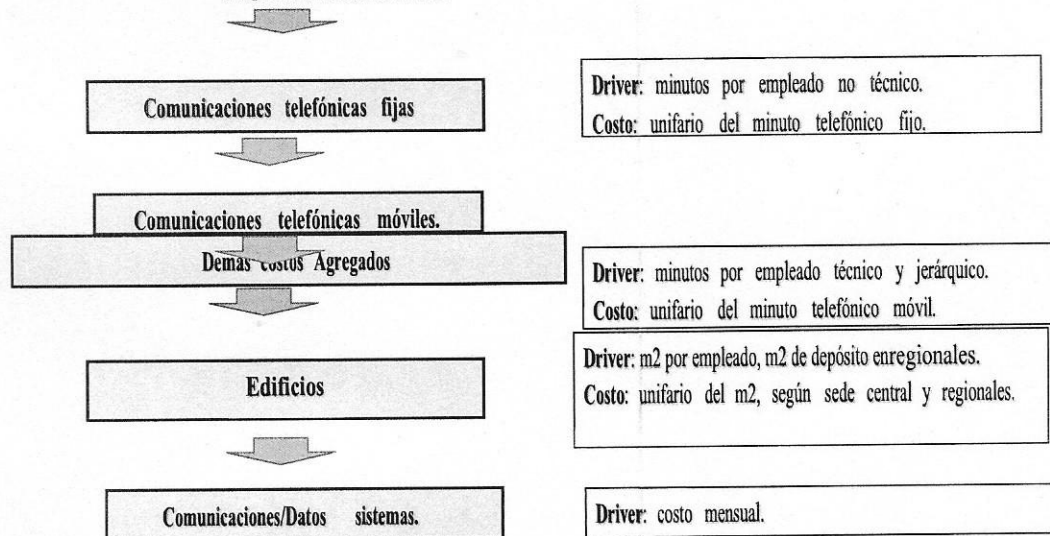 Comunicaciones telefónicas fijas
Driver: minutos por empleado no técnico.
Costo: unifario del minuto telefónico fijo.
Comunicaciones telefónicas móviles.
Demás costos Agregados
Driver: minutos por empleado técnico y jerárquico.
Costo: unifario del minuto telefónico móvil.
Edificios
Driver: m2 por empleado, m2 de depósito enregionales.
Costo: unifario del m2, según sede central y regionales.
Comunicaciones/Datos sistemas.
Driver: costo mensual.